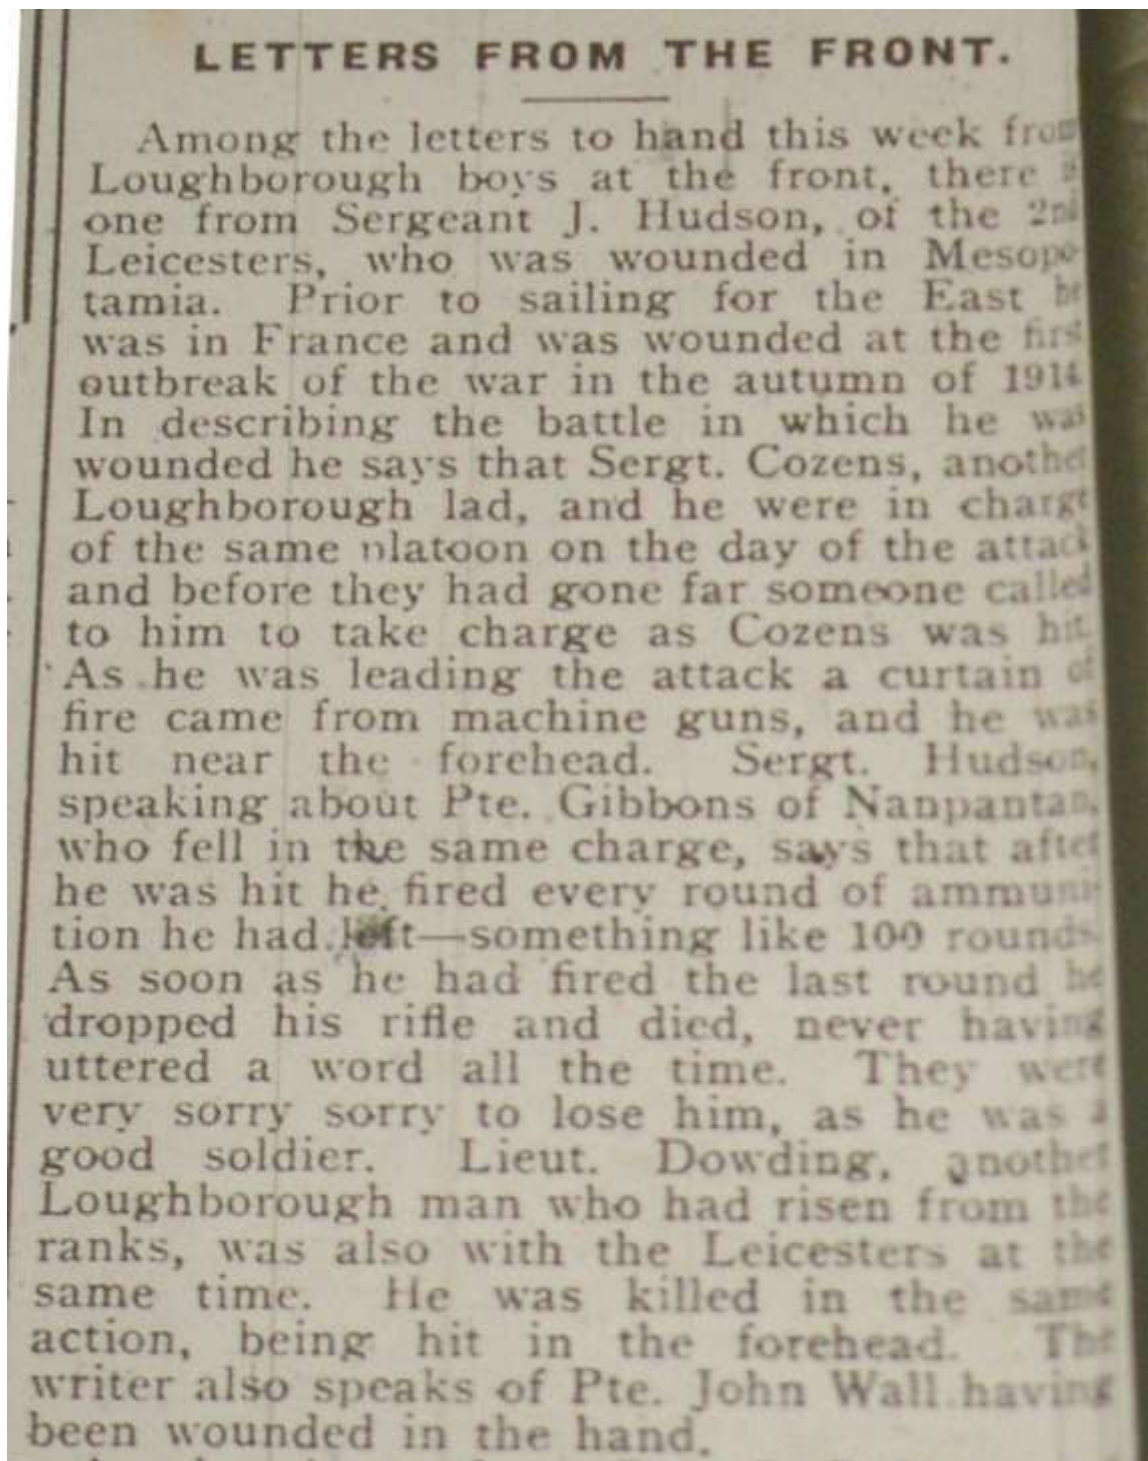 LETTERS FROM THE FRONT.
Among the letters to hand this week from
Loughborough boys at the front, there is
one from Sergeant J. Hudson, of the 2nd
Leicesters, who was wounded in Mesopo-
tamia. Prior to sailing for the East he
was in France and was wounded at the first
outbreak of the war in the autumn of 1914.
In describing the battle in which he was
wounded he says that Sergt. Cozens, another
Loughborough lad, and he were in charge
of the same platoon on the day of the attack
and before they had gone far someone called
to him to take charge as Cozens was hit.
As he was leading the attack a curtain of
fire came from machine guns, and he was
hit near the forehead. Sergt. Hudson,
speaking about Pte. Gibbons of Nanpantan,
who fell in the same charge, says that after
he was hit he fired every round of ammuni-
tion he had left—something like 100 rounds.
As soon as he had fired the last round he
dropped his rifle and died, never having
uttered a word all the time. They were
very sorry sorry to lose him, as he was a
good soldier. Lieut. Dowding, another
Loughborough man who had risen from the
ranks, was also with the Leicesters at the
same time. He was killed in the same
action, being hit in the forehead. The
writer also speaks of Pte. John Wall having
been wounded in the hand.